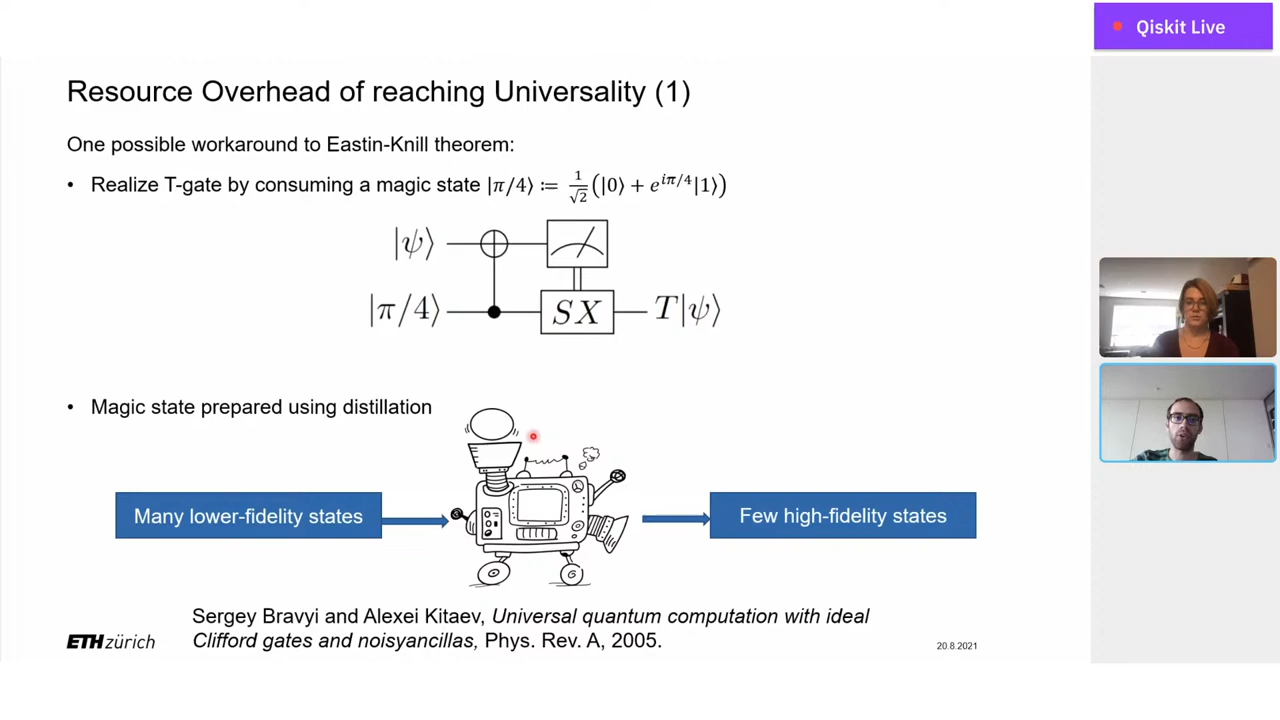 Qiskit Live
Resource Overhead of reaching Universality (1)
One possible workaround to Eastin-Knill theorem:
• Realize T-gate by consuming a magic state |π/4⟩ ≔ 1/√2 (|0⟩ + e^{iπ/4}|1⟩)
|ψ⟩
|π/4⟩ SX T|ψ⟩
• Magic state prepared using distillation
Many lower-fidelity states
Few high-fidelity states
Sergey Bravyi and Alexei Kitaev, Universal quantum computation with ideal
Clifford gates and noisyancillas, Phys. Rev. A, 2005.
ETH zürich
20.8.2021